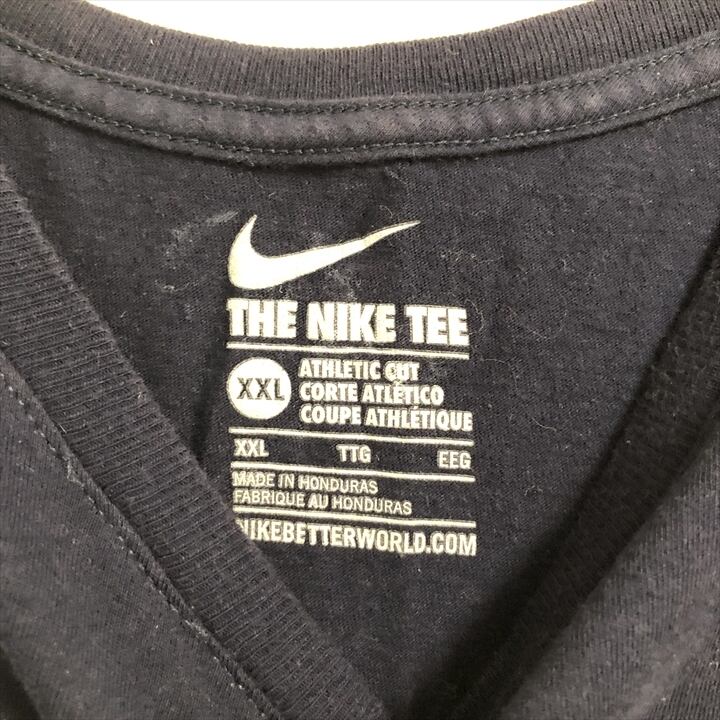 THE NIKE TEE
XXL
ATHLETIC CUT
CORTE ATLÉTICO
COUPE ATHLÉTIQUE
XXL TTG EEG
MADE IN HONDURAS
FABRIQUE AU HONDURAS
NIKEBETTERWORLD.COM